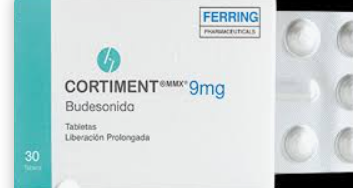 FERRING
PHARMACEUTICALS
CORTIMENT®MMX® 9mg
Budesonida
Tabletas
Liberación Prolongada
30